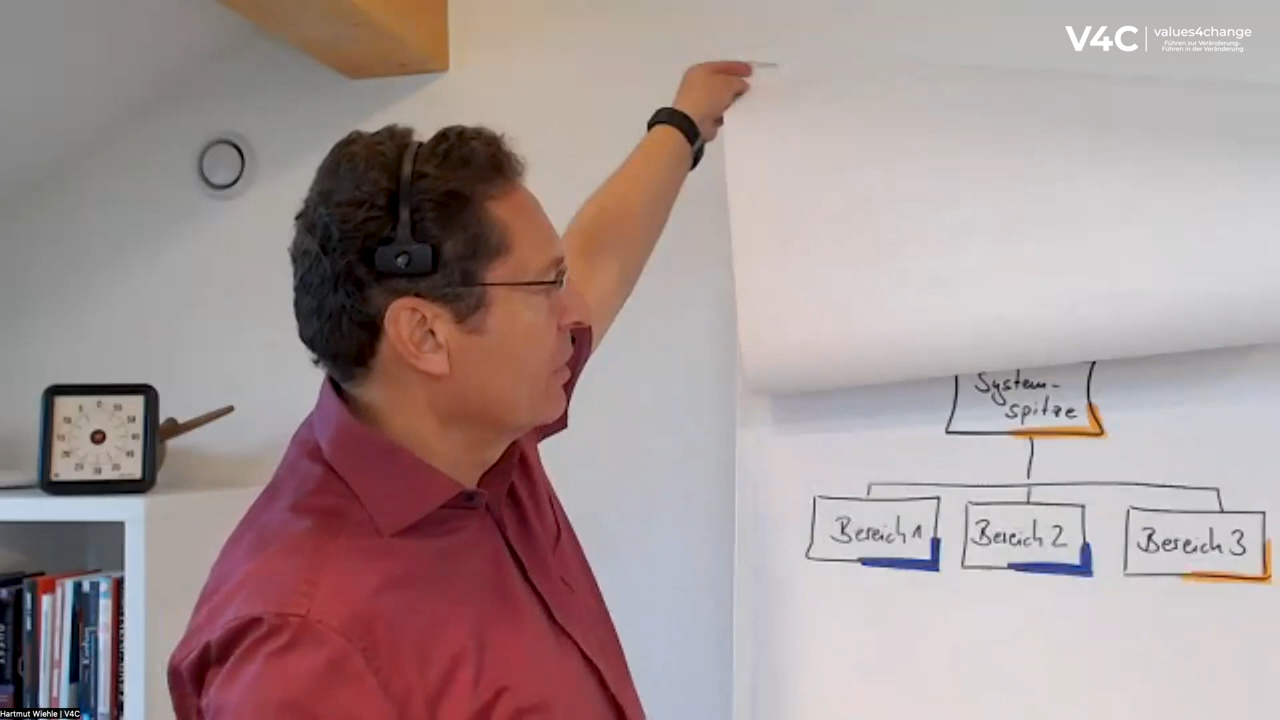 V4C
values4change
Führen zur Veränderung.
Führen in der Veränderung.
System-
spitze
Bereich 1
Bereich 2
Bereich 3
Hartmut Wiehle | V4C